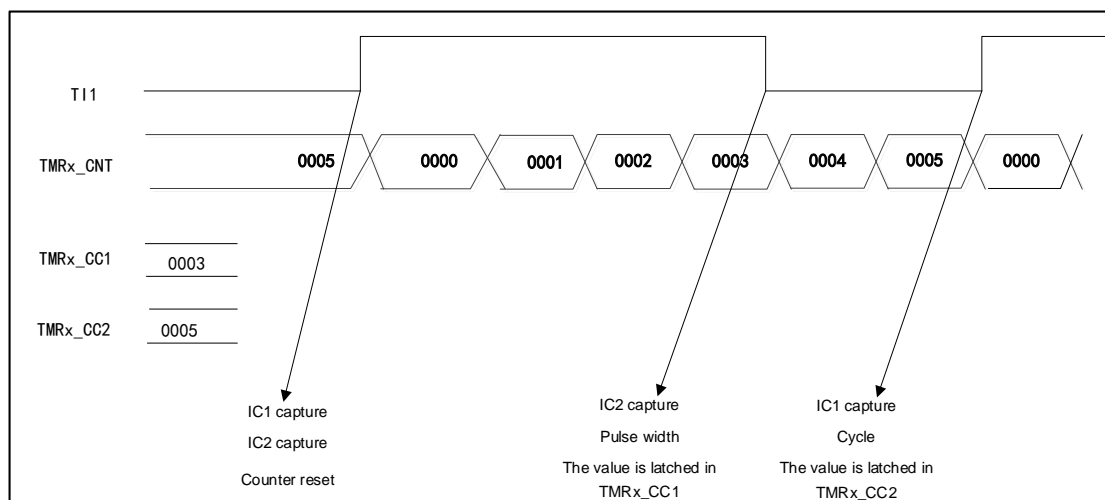 TI1
TMRx_CNT
0005 0000 0001 0002 0003 0004 0005 0000
TMRx_CC1
0003
TMRx_CC2
0005
IC1 capture
IC2 capture
Counter reset
IC2 capture
Pulse width
The value is latched in
TMRx_CC1
IC1 capture
Cycle
The value is latched in
TMRx_CC2